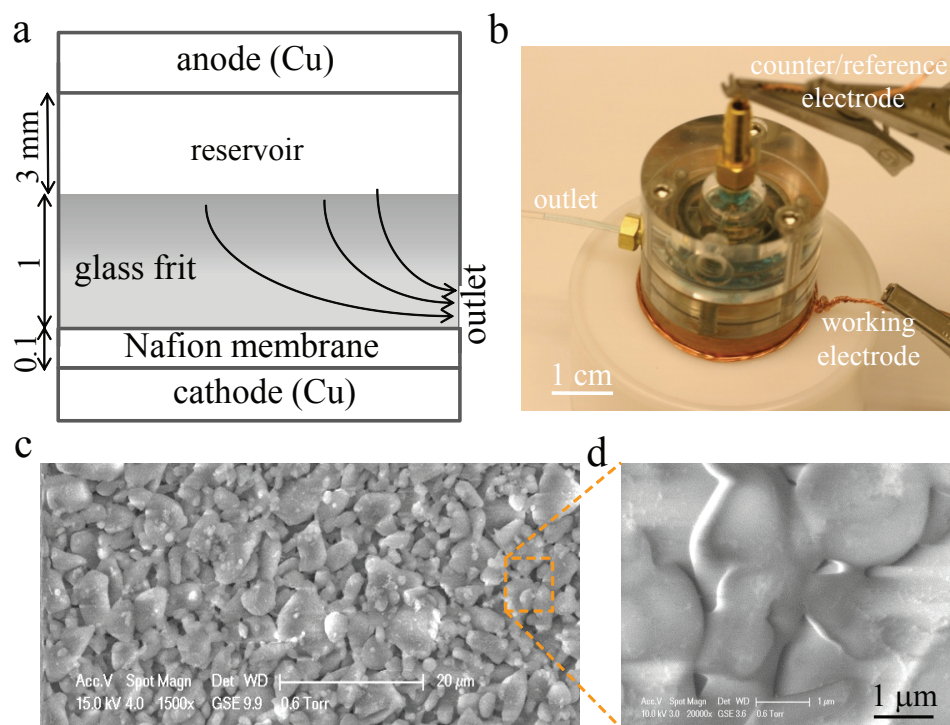 a
anode (Cu)
3 mm
reservoir
1
glass frit
outlet
0.1
Nafion membrane
cathode (Cu)
b
counter/reference
electrode
outlet
working
electrode
1 cm
c
Acc.V Spot Magn Det WD 20 μm
15.0 kV 4.0 1500x GSE 9.9 0.6 Torr
d
Acc.V Spot Magn Det WD 1 μm
10.0 kV 3.0 20000x GSE 3.6 0.6 Torr
1 μm